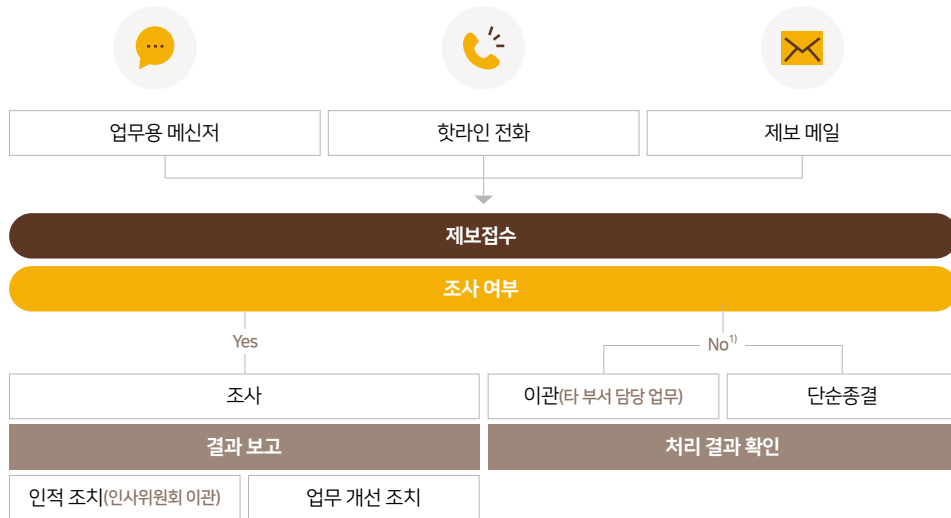 업무용 메신저
핫라인 전화
제보 메일
제보접수
조사 여부
Yes
No1)
조사
이관(타 부서 담당 업무)
단순종결
결과 보고
처리 결과 확인
인적 조치(인사위원회 이관)
업무 개선 조치